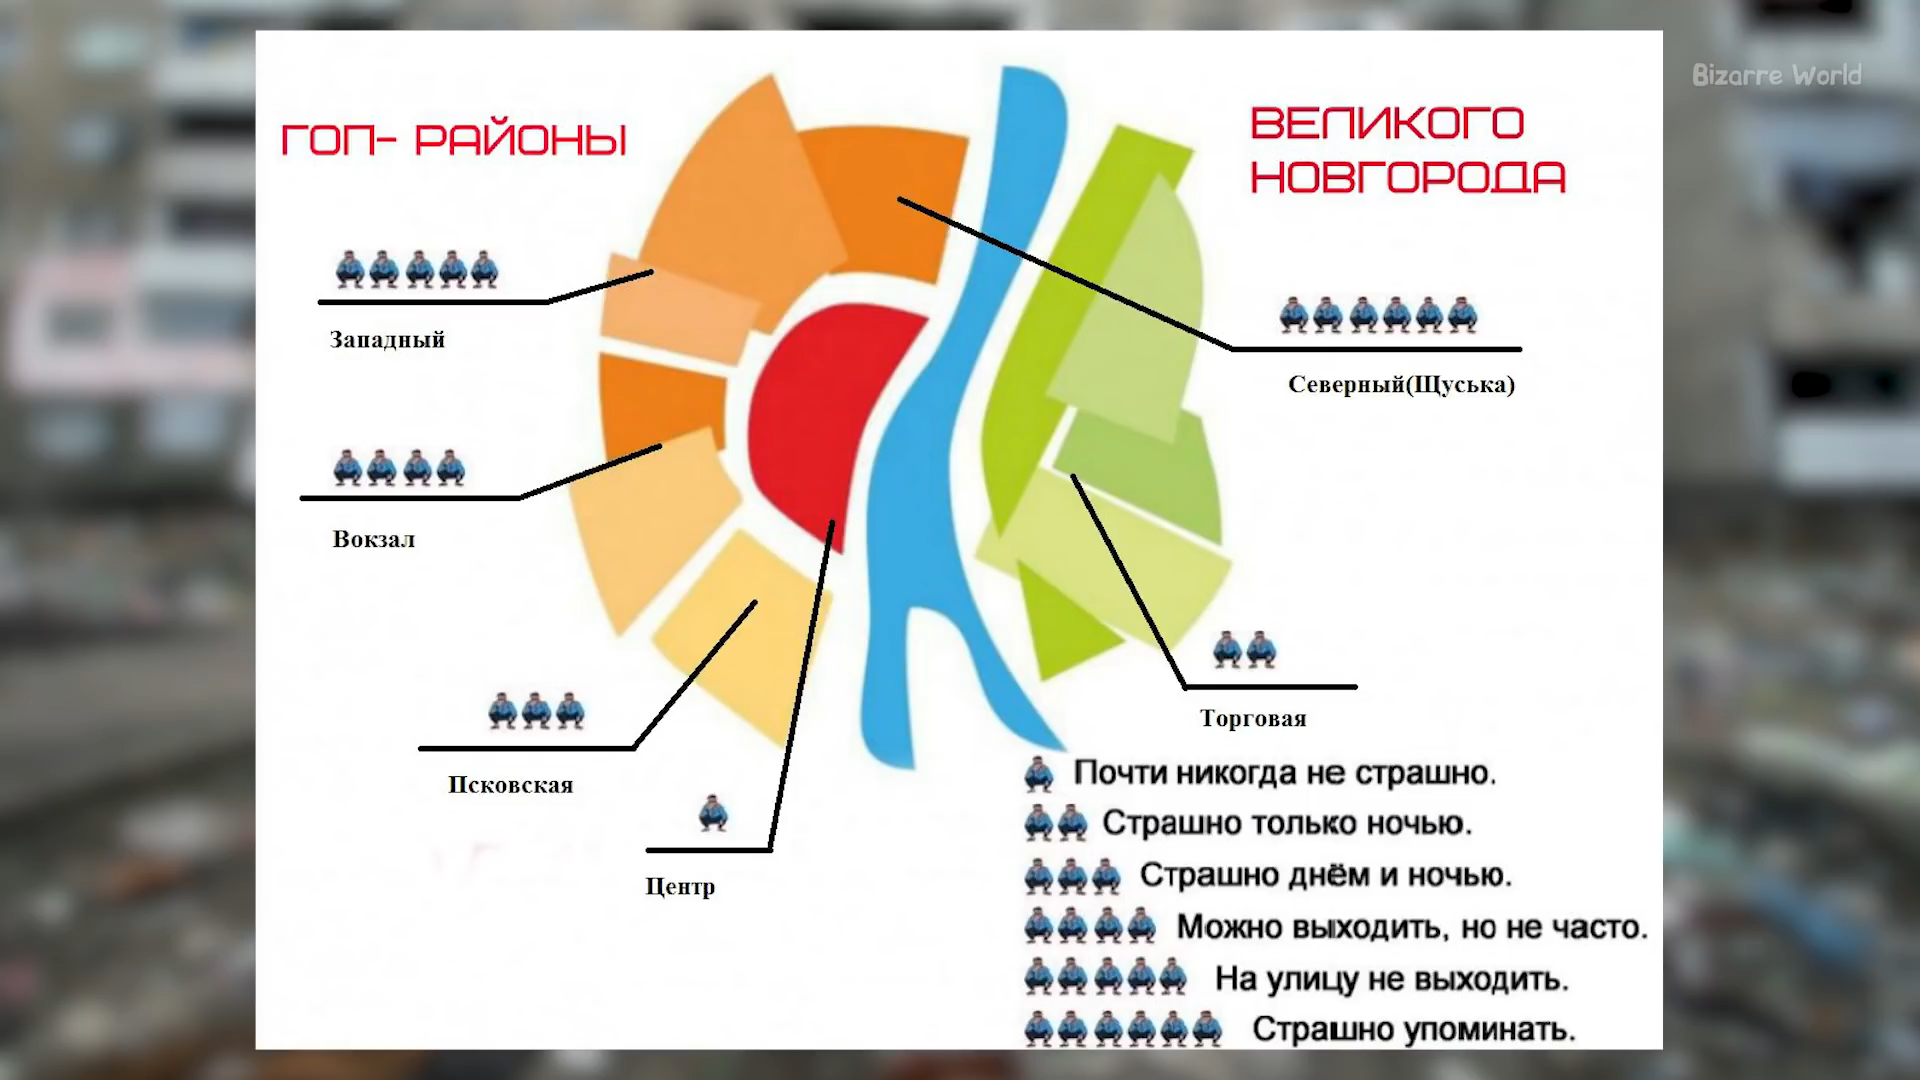 Bizarre World
ГОП- РАЙОНЫ
ВЕЛИКОГО
НОВГОРОДА
Западный
Северный(Щуська)
Вокзал
Торговая
Псковская
Центр
Почти никогда не страшно.
Страшно только ночью.
Страшно днём и ночью.
Можно выходить, но не часто.
На улицу не выходить.
Страшно упоминать.